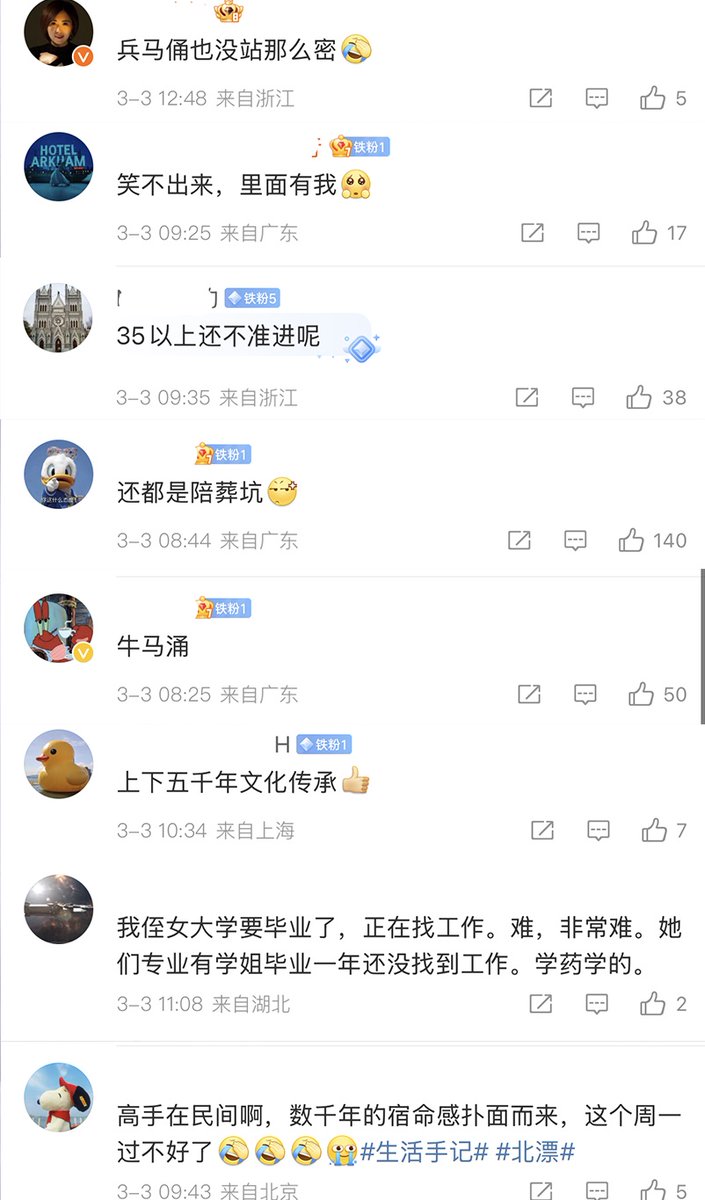 兵马俑也没站那么密
3-3 12:48 来自浙江
5
HOTEL
ARKHAM
铁粉1
笑不出来，里面有我
3-3 09:25 来自广东
17
铁粉5
35以上还不准进呢
3-3 09:35 来自浙江
38
铁粉1
还都是陪葬坑
3-3 08:44 来自广东
140
铁粉1
牛马涌
3-3 08:25 来自广东
50
H 铁粉1
上下五千年文化传承
3-3 10:34 来自上海
7
我侄女大学要毕业了，正在找工作。难，非常难。她
们专业有学姐毕业一年还没找到工作。学药学的。
3-3 11:08 来自湖北
2
高手在民间啊，数千年的宿命感扑面而来，这个周一
过不好了#生活手记# #北漂#
3-3 09:43 来自北京
5